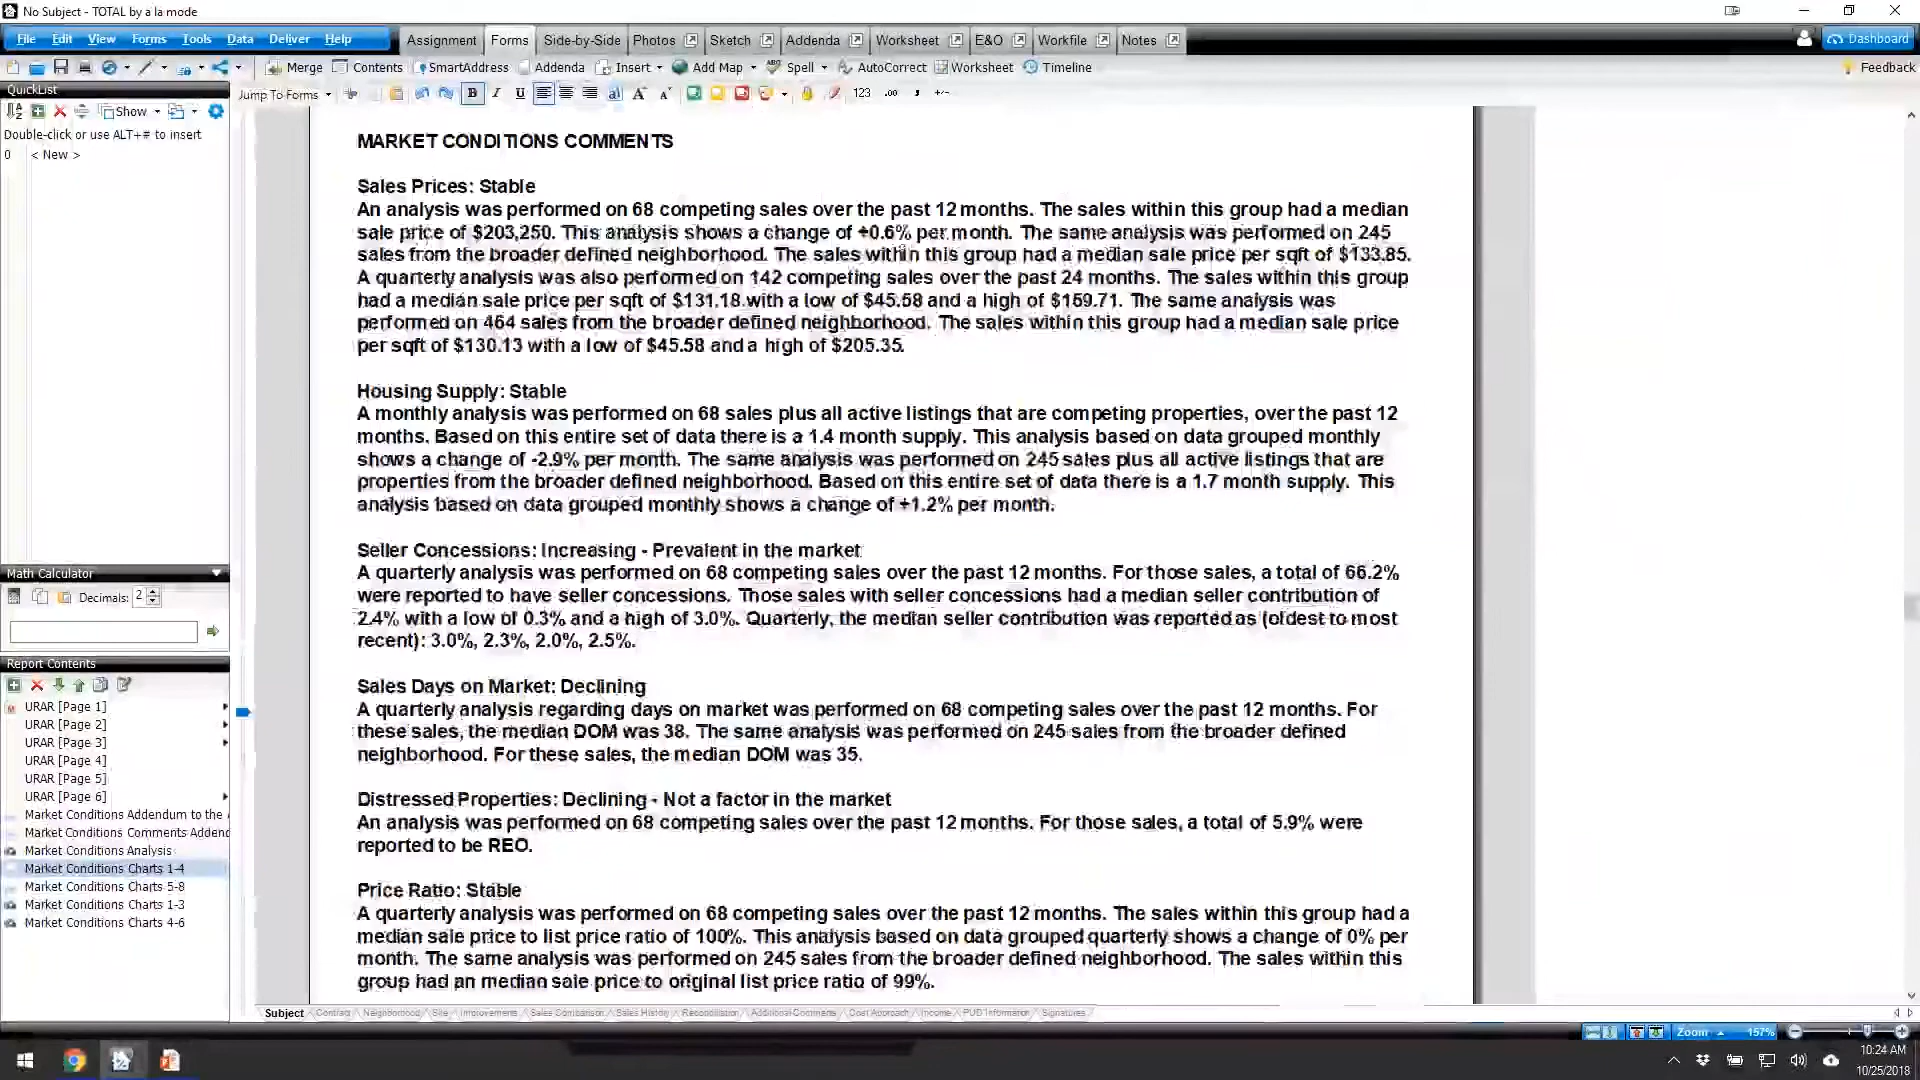 No Subject - TOTAL by a la mode
File Edit View Forms Tools Data Deliver Help
Assignment Forms Side-by-Side Photos Sketch Addenda Worksheet E&O Workfile Notes Dashboard
Merge Contents SmartAddress Addenda Insert Add Map Spell AutoCorrect Worksheet Timeline Feedback
QuickList
Jump To Forms B I U A A 123 .00
Show
Double-click or use ALT+# to insert
0 < New >
Math Calculator
Decimals: 2
Report Contents
URAR [Page 1]
URAR [Page 2]
URAR [Page 3]
URAR [Page 4]
URAR [Page 5]
URAR [Page 6]
Market Conditions Addendum to the
Market Conditions Comments Addend
Market Conditions Analysis
Market Conditions Charts 1-4
Market Conditions Charts 5-8
Market Conditions Charts 1-3
Market Conditions Charts 4-6
MARKET CONDITIONS COMMENTS
Sales Prices: Stable
An analysis was performed on 68 competing sales over the past 12 months. The sales within this group had a median
sale price of $203,250. This analysis shows a change of +0.6% per month. The same analysis was performed on 245
sales from the broader defined neighborhood. The sales within this group had a median sale price per sqft of $133.85.
A quarterly analysis was also performed on 142 competing sales over the past 24 months. The sales within this group
had a median sale price per sqft of $131.18 with a low of $45.58 and a high of $159.71. The same analysis was
performed on 464 sales from the broader defined neighborhood. The sales within this group had a median sale price
per sqft of $130.13 with a low of $45.58 and a high of $205.35.
Housing Supply: Stable
A monthly analysis was performed on 68 sales plus all active listings that are competing properties, over the past 12
months. Based on this entire set of data there is a 1.4 month supply. This analysis based on data grouped monthly
shows a change of -2.9% per month. The same analysis was performed on 245 sales plus all active listings that are
properties from the broader defined neighborhood. Based on this entire set of data there is a 1.7 month supply. This
analysis based on data grouped monthly shows a change of +1.2% per month.
Seller Concessions: Increasing - Prevalent in the market
A quarterly analysis was performed on 68 competing sales over the past 12 months. For those sales, a total of 66.2%
were reported to have seller concessions. Those sales with seller concessions had a median seller contribution of
2.4% with a low of 0.3% and a high of 3.0%. Quarterly, the median seller contribution was reported as (oldest to most
recent): 3.0%, 2.3%, 2.0%, 2.5%.
Sales Days on Market: Declining
A quarterly analysis regarding days on market was performed on 68 competing sales over the past 12 months. For
these sales, the median DOM was 38. The same analysis was performed on 245 sales from the broader defined
neighborhood. For these sales, the median DOM was 35.
Distressed Properties: Declining - Not a factor in the market
An analysis was performed on 68 competing sales over the past 12 months. For those sales, a total of 5.9% were
reported to be REO.
Price Ratio: Stable
A quarterly analysis was performed on 68 competing sales over the past 12 months. The sales within this group had a
median sale price to list price ratio of 100%. This analysis based on data grouped quarterly shows a change of 0% per
month. The same analysis was performed on 245 sales from the broader defined neighborhood. The sales within this
group had an median sale price to original list price ratio of 99%.
Subject Contract Neighborhood Site Improvements Sales Comparison Sales History Reconciliation Additional Comments Cost Approach Income PUD Information Signatures
Zoom 157%
10:24 AM
10/25/2018